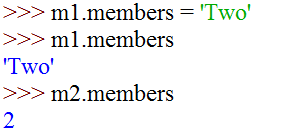 >>> m1.members = 'Two'
>>> m1.members
'Two'
>>> m2.members
2